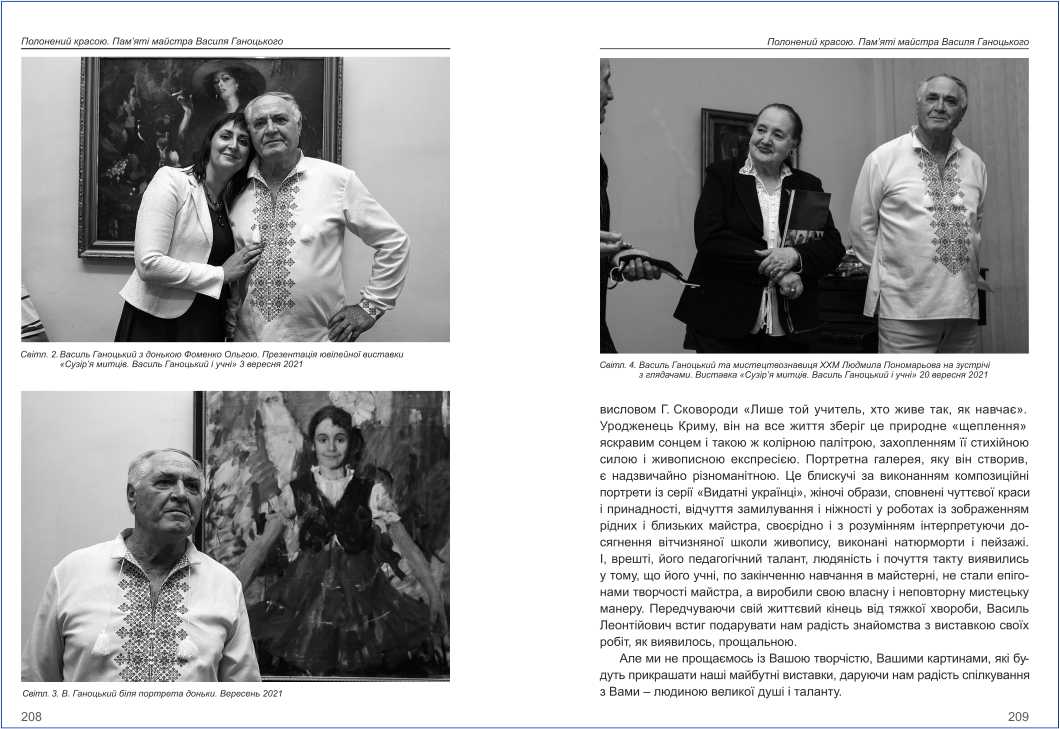 Полонений красою. Пам’яті майстра Василя Ганоцького
Світл. 2. Василь Ганоцький з донькою Фоменко Ольгою. Презентація ювілейної виставки
«Сузір’я митців. Василь Ганоцький і учні» 3 вересня 2021
Світл. 3. В. Ганоцький біля портрета доньки. Вересень 2021
208
Полонений красою. Пам’яті майстра Василя Ганоцького
Світл. 4. Василь Ганоцький та мистецтвознавиця ХХМ Людмила Пономарьова на зустрічі
з глядачами. Виставка «Сузір’я митців. Василь Ганоцький і учні» 20 вересня 2021
висловом Г. Сковороди «Лише той учитель, хто живе так, як навчає».
Уродженець Криму, він на все життя зберіг це природне «щеплення»
яскравим сонцем і такою ж колірною палітрою, захопленням її стихійною
силою і живописною експресією. Портретна галерея, яку він створив,
є надзвичайно різноманітною. Це блискучі за виконанням композиційні
портрети із серії «Видатні українці», жіночі образи, сповнені чуттєвої краси
і принадності, відчуття замилування і ніжності у роботах із зображенням
рідних і близьких майстра, своєрідно і з розумінням інтерпретуючи до-
сягнення вітчизняної школи живопису, виконані натюрморти і пейзажі.
І, врешті, його педагогічний талант, людяність і почуття такту виявились
у тому, що його учні, по закінченню навчання в майстерні, не стали епіго-
нами творчості майстра, а виробили свою власну і неповторну мистецьку
манеру. Передчуваючи свій життєвий кінець від тяжкої хвороби, Василь
Леонтійович встиг подарувати нам радість знайомства з виставкою своїх
робіт, як виявилось, прощальною.
Але ми не прощаємось із Вашою творчістю, Вашими картинами, які бу-
дуть прикрашати наші майбутні виставки, даруючи нам радість спілкування
з Вами – людиною великої душі і таланту.
209